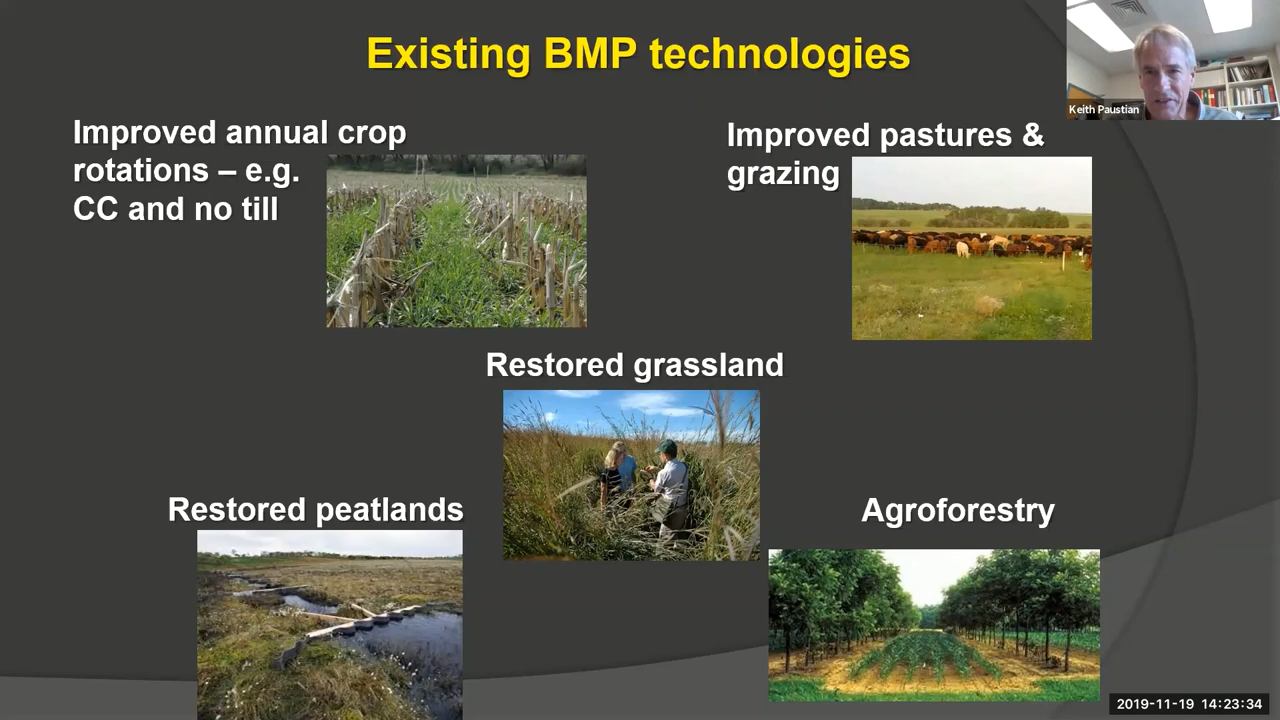 Existing BMP technologies
Keith Paustian
Improved annual crop
rotations – e.g.
CC and no till
Improved pastures &
grazing
Restored grassland
Restored peatlands
Agroforestry
2019-11-19 14:23:34